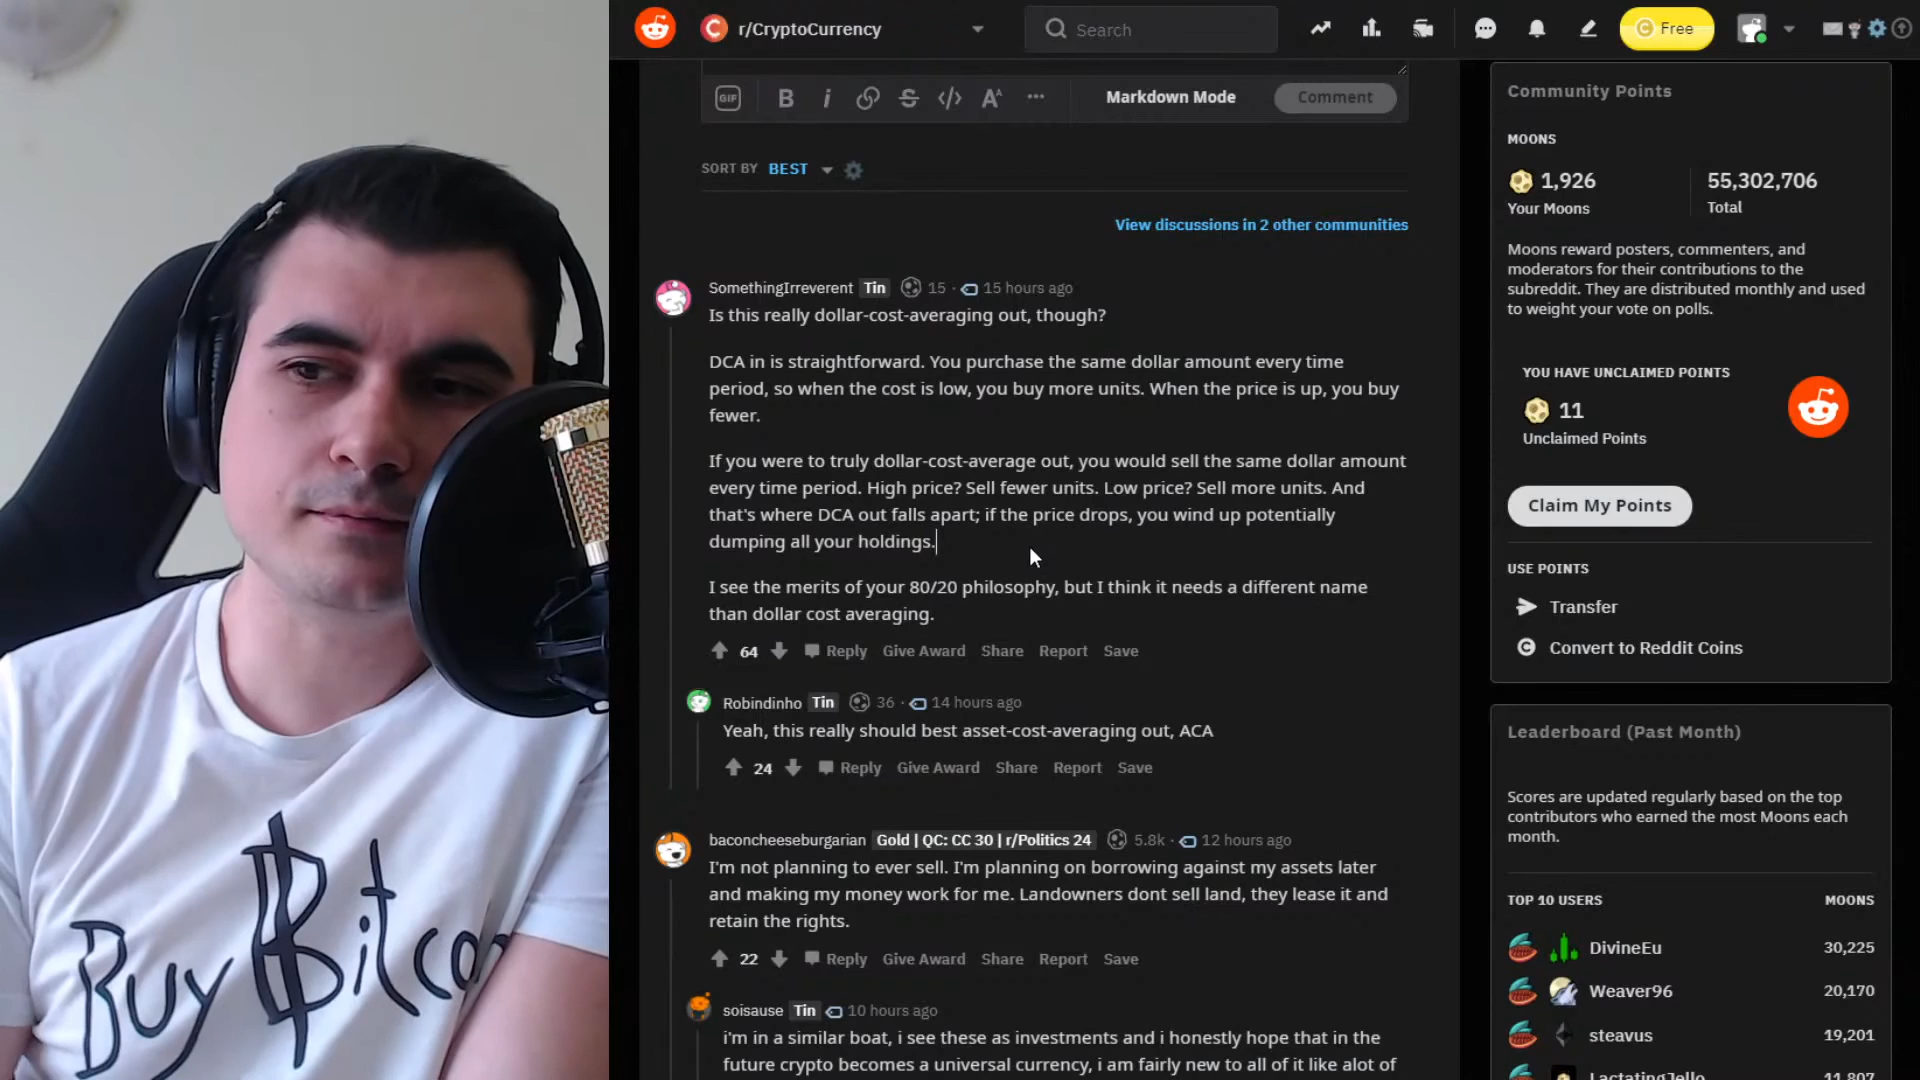 r/CryptoCurrency
Search
Free
GIF
B i </> A
Markdown Mode
Comment
SORT BY BEST
View discussions in 2 other communities
SomethingIrreverent Tin 15 · 15 hours ago
Is this really dollar-cost-averaging out, though?
DCA in is straightforward. You purchase the same dollar amount every time
period, so when the cost is low, you buy more units. When the price is up, you buy
fewer.
If you were to truly dollar-cost-average out, you would sell the same dollar amount
every time period. High price? Sell fewer units. Low price? Sell more units. And
that's where DCA out falls apart; if the price drops, you wind up potentially
dumping all your holdings.
I see the merits of your 80/20 philosophy, but I think it needs a different name
than dollar cost averaging.
64 Reply Give Award Share Report Save
Robindinho Tin 36 · 14 hours ago
Yeah, this really should best asset-cost-averaging out, ACA
24 Reply Give Award Share Report Save
baconcheeseburgarian Gold | QC: CC 30 | r/Politics 24 5.8k · 12 hours ago
I'm not planning to ever sell. I'm planning on borrowing against my assets later
and making my money work for me. Landowners dont sell land, they lease it and
retain the rights.
22 Reply Give Award Share Report Save
soisause Tin 10 hours ago
i'm in a similar boat, i see these as investments and i honestly hope that in the
future crypto becomes a universal currency, i am fairly new to all of it like alot of
Community Points
MOONS
1,926
Your Moons
55,302,706
Total
Moons reward posters, commenters, and
moderators for their contributions to the
subreddit. They are distributed monthly and used
to weight your vote on polls.
YOU HAVE UNCLAIMED POINTS
11
Unclaimed Points
Claim My Points
USE POINTS
Transfer
Convert to Reddit Coins
Leaderboard (Past Month)
Scores are updated regularly based on the top
contributors who earned the most Moons each
month.
TOP 10 USERS MOONS
DivineEu 30,225
Weaver96 20,170
steavus 19,201
LactatingJello 11,807
Buy Bitco